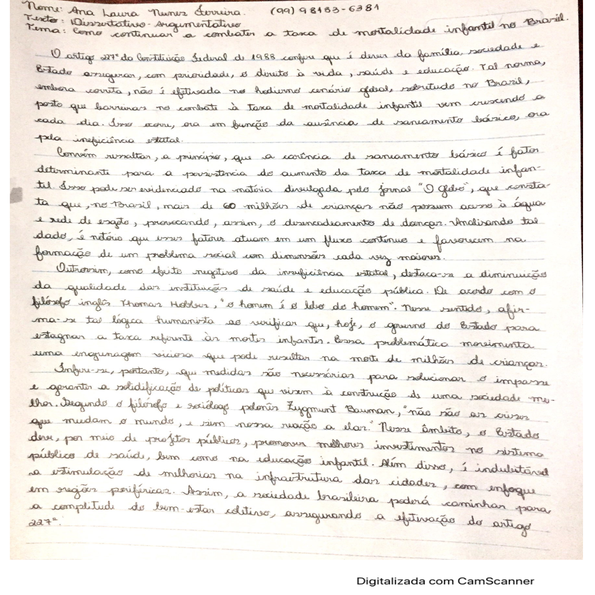 Nome: Ana Laura Nunes Ferreira. (99) 98153-6381
Texto: Dissertativo-Argumentativo
Tema: Como continuar a combater a taxa de mortalidade infantil no Brasil.
O artigo 227º da Constituição Federal de 1988 confere que é dever da família, sociedade e
Estado assegurar, com prioridade, o direito à vida, saúde e educação. Tal norma,
embora correta, não é efetivada no hodierno cenário global, sobretudo no Brasil,
posto que barreiras no combate à taxa de mortalidade infantil vem crescendo a
cada dia. Isso ocorre, ora em função da ausência de saneamento básico, ora
pela ineficiência estatal.
Convém ressaltar, a princípio, que a carência de saneamento básico é fator
determinante para a persistência do aumento da taxa de mortalidade infan-
til. Isso pode ser evidenciado na matéria divulgada pelo jornal "O globo", que consta-
ta que, no Brasil, mais de 60 milhões de crianças não possuem acesso à água
e rede de esgoto, provocando, assim, o desencadeamento de doenças. Analisando tal
dado, é notório que esses fatores atuam em um fluxo contínuo e favorecem na
formação de um problema social com dimensões cada vez maiores.
Outrossim, como efeito negativo da insuficiência estatal, destaca-se a diminuição
da qualidade das instituições de saúde e educação pública. De acordo com o
filósofo inglês Thomas Hobbes, "o homem é o lobo do homem". Nesse sentido, afir-
ma-se tal lógica humanista ao verificar que, hoje, o governo do Estado para
estagnar a taxa referente às mortes infantis. Essa problemática movimenta
uma engrenagem viciosa que pode resultar na morte de milhões de crianças.
Infere-se, portanto, que medidas são necessárias para solucionar o impasse
e garantir a solidificação de políticas que visem à construção de uma sociedade me-
lhor. Segundo o filósofo e sociólogo polonês Zygmunt Bauman, "não são as crises
que mudam o mundo, e sim nossa reação a elas." Nesse âmbito, o Estado
deve, por meio de projetos públicos, promover melhores investimentos no sistema
público de saúde, bem como na educação infantil. Além disso, é indubitável
a estimulação de melhorias na infraestrutura das cidades, com enfoque
em regiões periféricas. Assim, a sociedade brasileira poderá caminhar para
a completude do bem-estar coletivo, assegurando a efetivação do artigo
227º.
Digitalizada com CamScanner